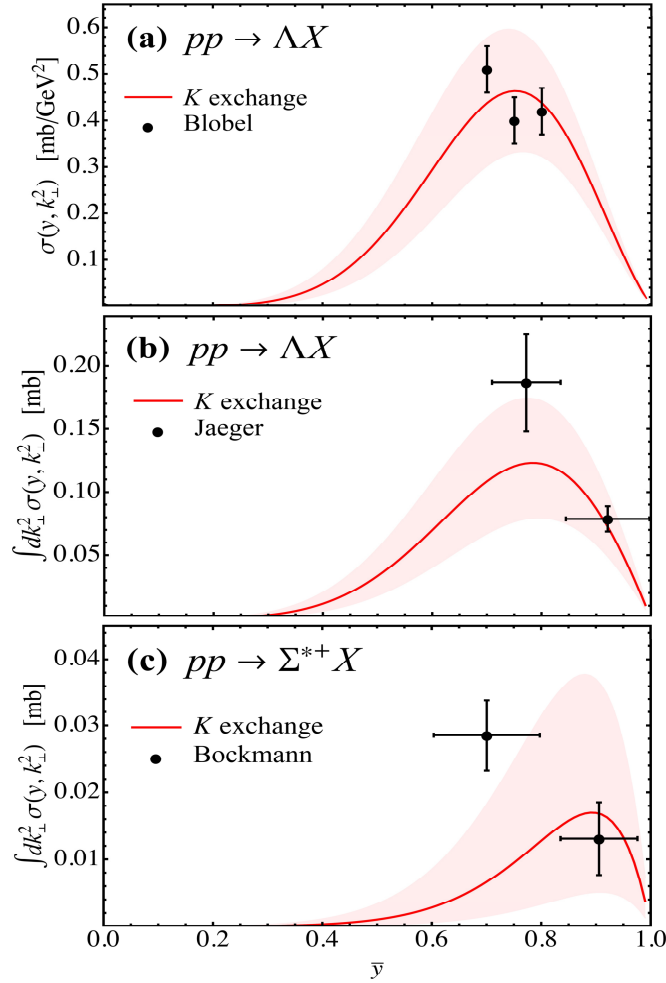 (a) pp → ΛX
K exchange
Blobel
σ(y, k⊥²) [mb/GeV²]
0.6
0.5
0.4
0.3
0.2
0.1
(b) pp → ΛX
K exchange
Jaeger
∫dk⊥² σ(y, k⊥²) [mb]
0.20
0.15
0.10
0.05
(c) pp → Σ*⁺X
K exchange
Bockmann
∫dk⊥² σ(y, k⊥²) [mb]
0.04
0.03
0.02
0.01
0.0 0.2 0.4 0.6 0.8 1.0
y̅